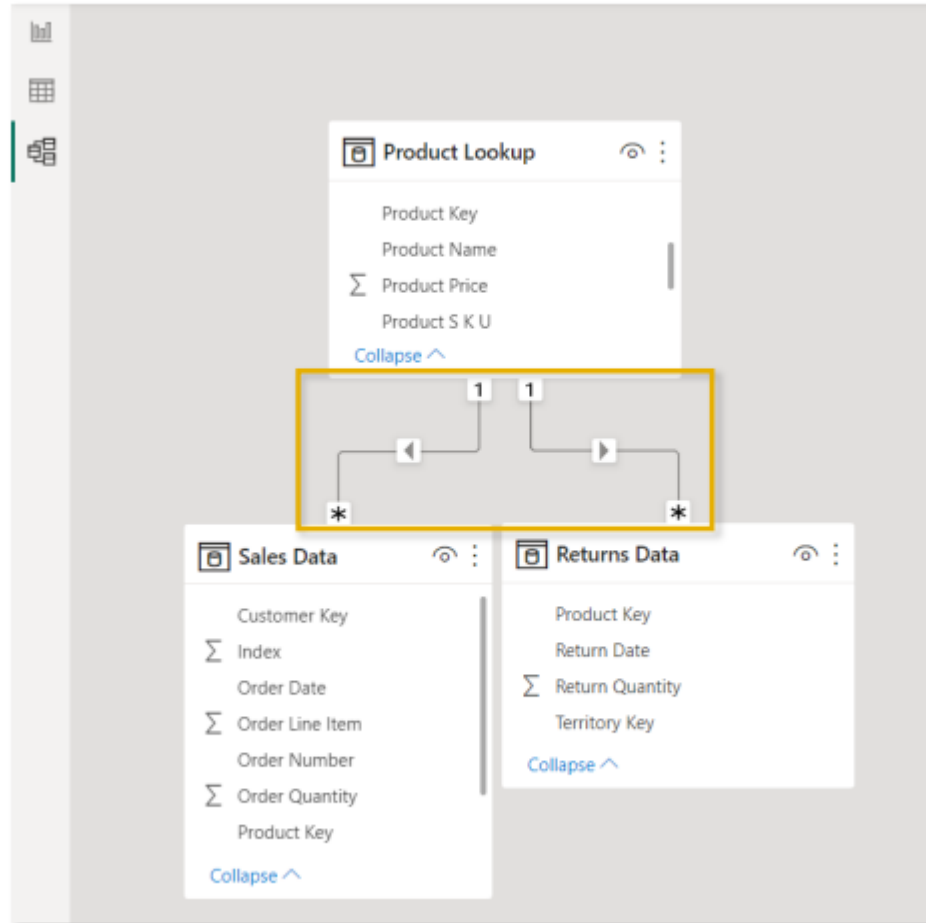 Product Lookup
Product Key
Product Name
Product Price
Product S K U
Collapse
1
1
*
*
Sales Data
Customer Key
Index
Order Date
Order Line Item
Order Number
Order Quantity
Product Key
Collapse
Returns Data
Product Key
Return Date
Return Quantity
Territory Key
Collapse